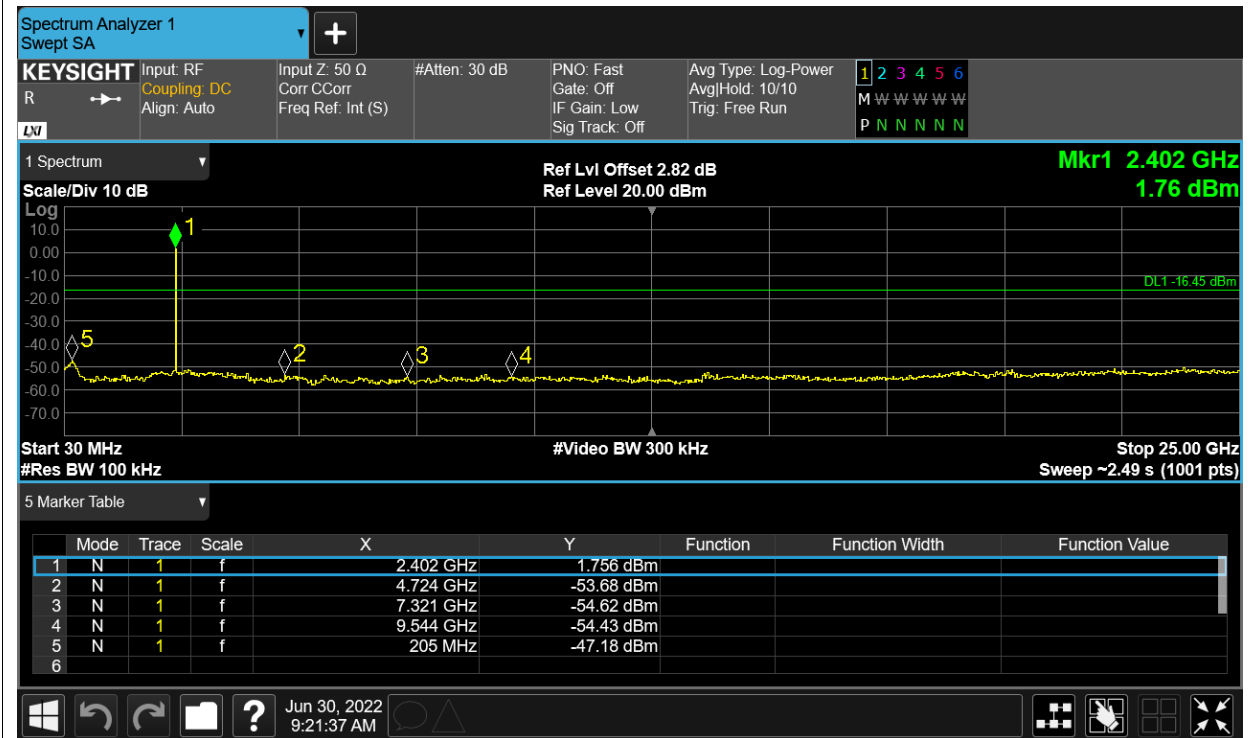 Spectrum Analyzer 1
Swept SA
+
KEYSIGHT Input: RF Input Z: 50 Ω #Atten: 30 dB PNO: Fast Avg Type: Log-Power 1 2 3 4 5 6
R Coupling: DC Corr CCorr Gate: Off Avg|Hold: 10/10 M W W W W W
Align: Auto Freq Ref: Int (S) IF Gain: Low Trig: Free Run
LXI Sig Track: Off P N N N N N
1 Spectrum Ref Lvl Offset 2.82 dB Mkr1 2.402 GHz
Scale/Div 10 dB Ref Level 20.00 dBm 1.76 dBm
Log
1
10.0
0.00
-10.0
DL1 -16.45 dBm
-20.0
-30.0
-40.0 5
2 3 4
-50.0
-60.0
-70.0
Start 30 MHz #Video BW 300 kHz Stop 25.00 GHz
#Res BW 100 kHz Sweep ~2.49 s (1001 pts)
5 Marker Table
Mode Trace Scale X Y Function Function Width Function Value
1 N 1 f 2.402 GHz 1.756 dBm
2 N 1 f 4.724 GHz -53.68 dBm
3 N 1 f 7.321 GHz -54.62 dBm
4 N 1 f 9.544 GHz -54.43 dBm
5 N 1 f 205 MHz -47.18 dBm
6
? Jun 30, 2022
9:21:37 AM